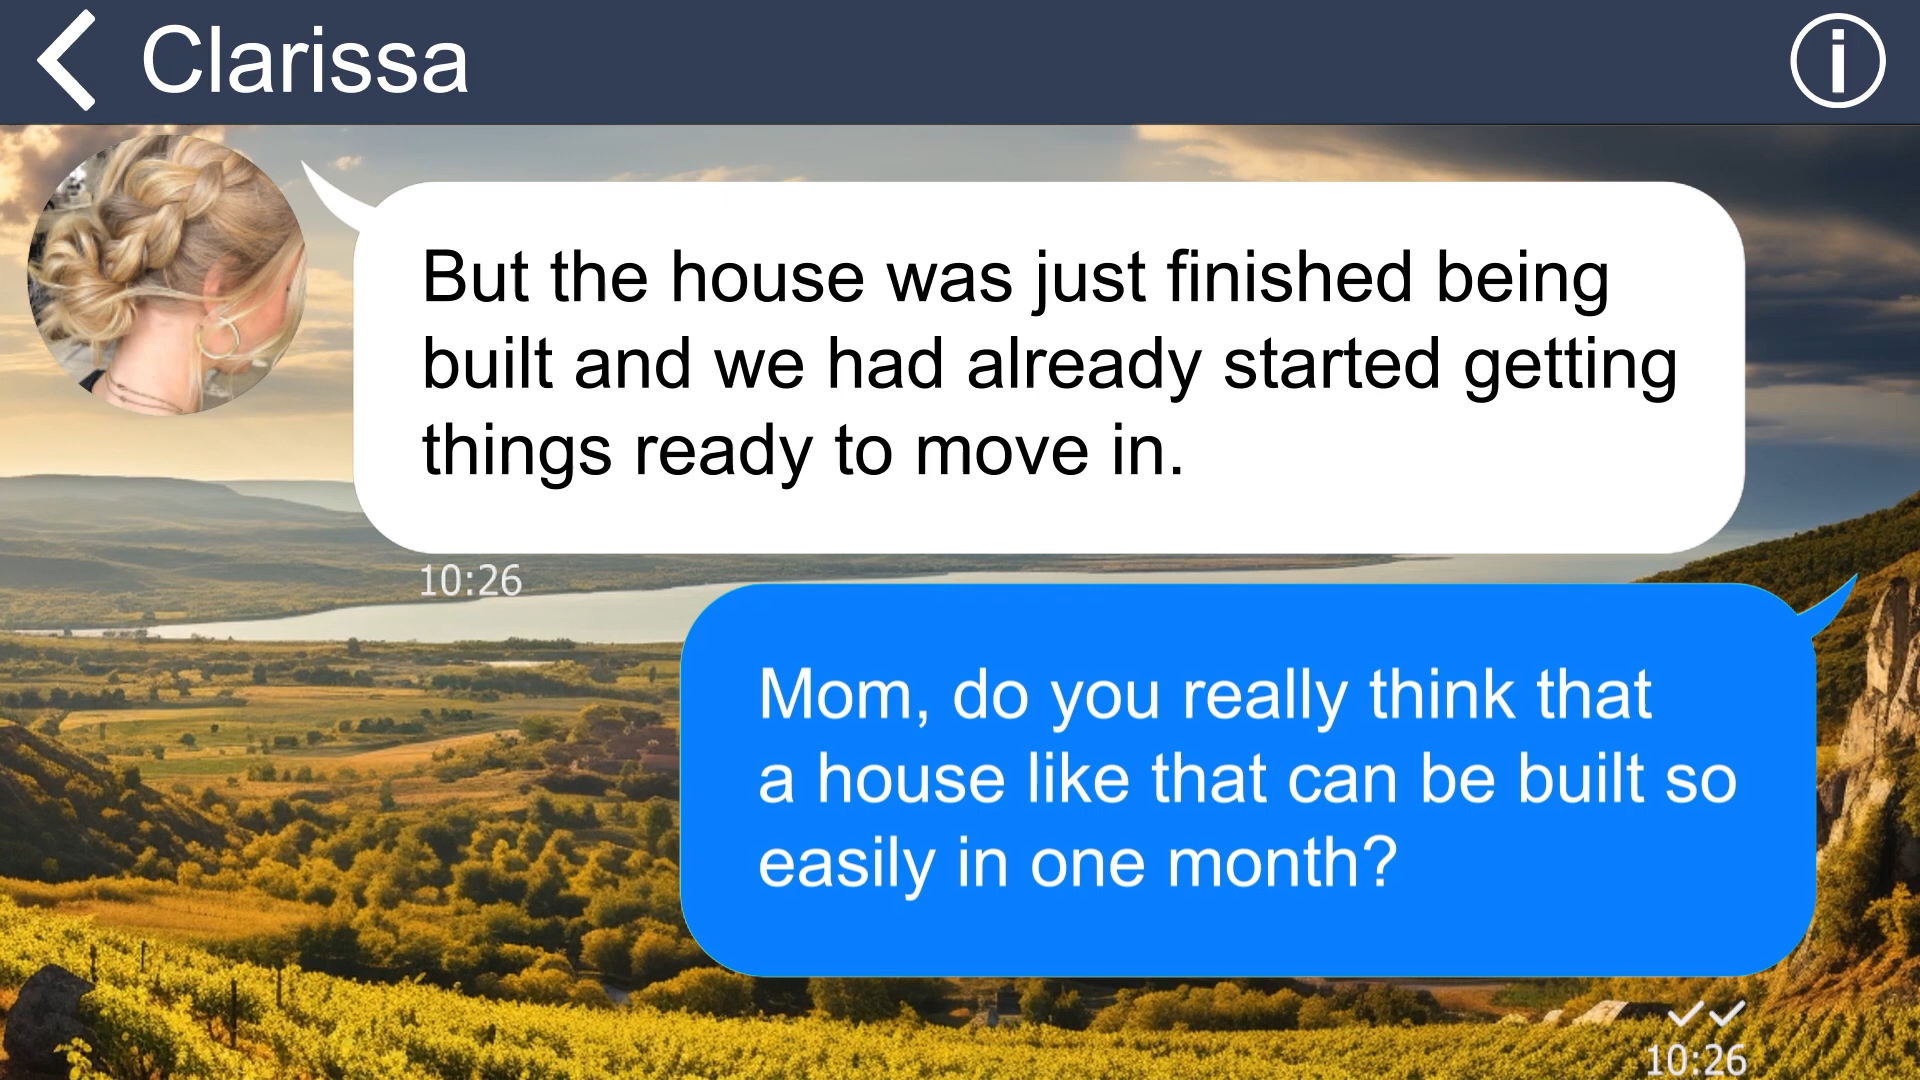 Clarissa
But the house was just finished being
built and we had already started getting
things ready to move in.
10:26
Mom, do you really think that
a house like that can be built so
easily in one month?
10:26